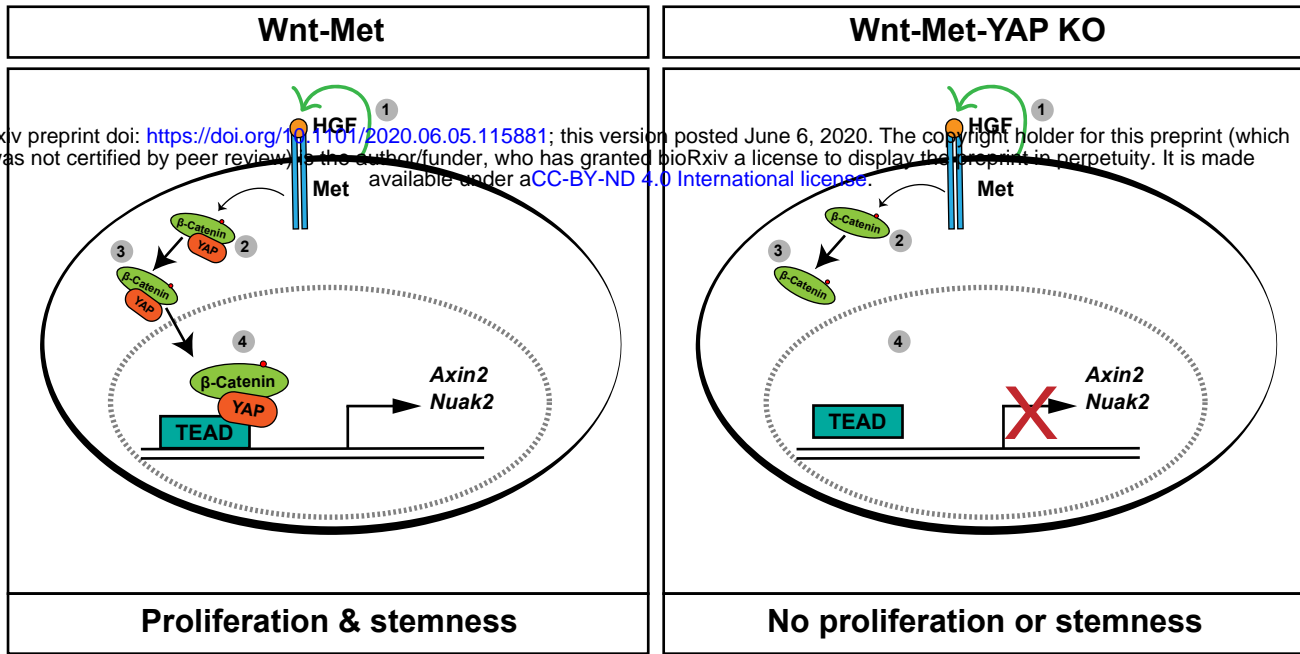 Wnt-Met
Wnt-Met-YAP KO
xiv preprint doi: https://doi.org/10.1101/2020.06.05.115881; this version posted June 6, 2020. The copyright holder for this preprint (which
was not certified by peer review) is the author/funder, who has granted bioRxiv a license to display the preprint in perpetuity. It is made
available under aCC-BY-ND 4.0 International license.
1
HGF
Met
β-Catenin
YAP
2
3
β-Catenin
YAP
4
β-Catenin
YAP
TEAD
Axin2
Nuak2
Proliferation & stemness
1
HGF
Met
β-Catenin
2
3
β-Catenin
4
TEAD
Axin2
Nuak2
No proliferation or stemness